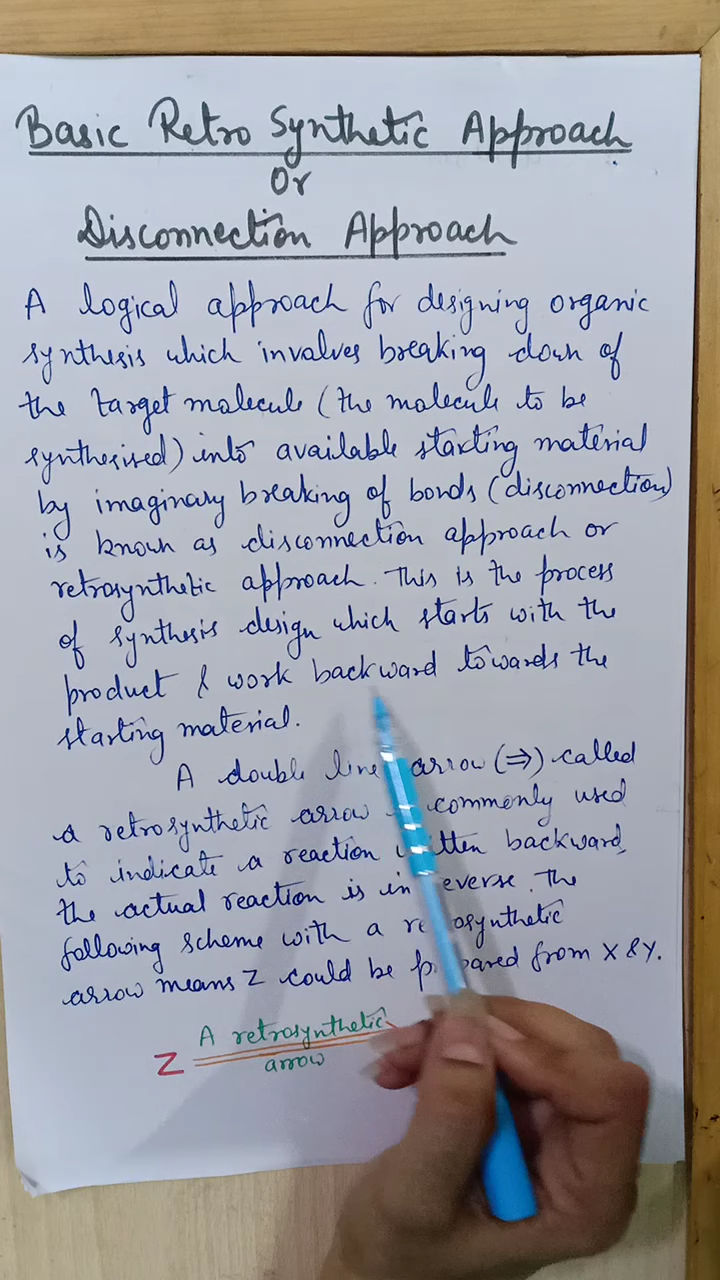 Basic Retro Synthetic Approach
Or
Disconnection Approach
A logical approach for designing organic
synthesis which involves breaking down of
the target molecule (the molecule to be
synthesised) into available starting material
by imaginary breaking of bonds (disconnection)
is known as disconnection approach or
retrosynthetic approach. This is the process
of synthesis design which starts with the
product & work backward towards the
starting material.
A double line arrow (⇒) called
a retrosynthetic arrow commonly used
to indicate a reaction written backward,
the actual reaction is in reverse. The
following scheme with a retrosynthetic
arrow means Z could be prepared from X & Y.
A retrosynthetic
Z
arrow